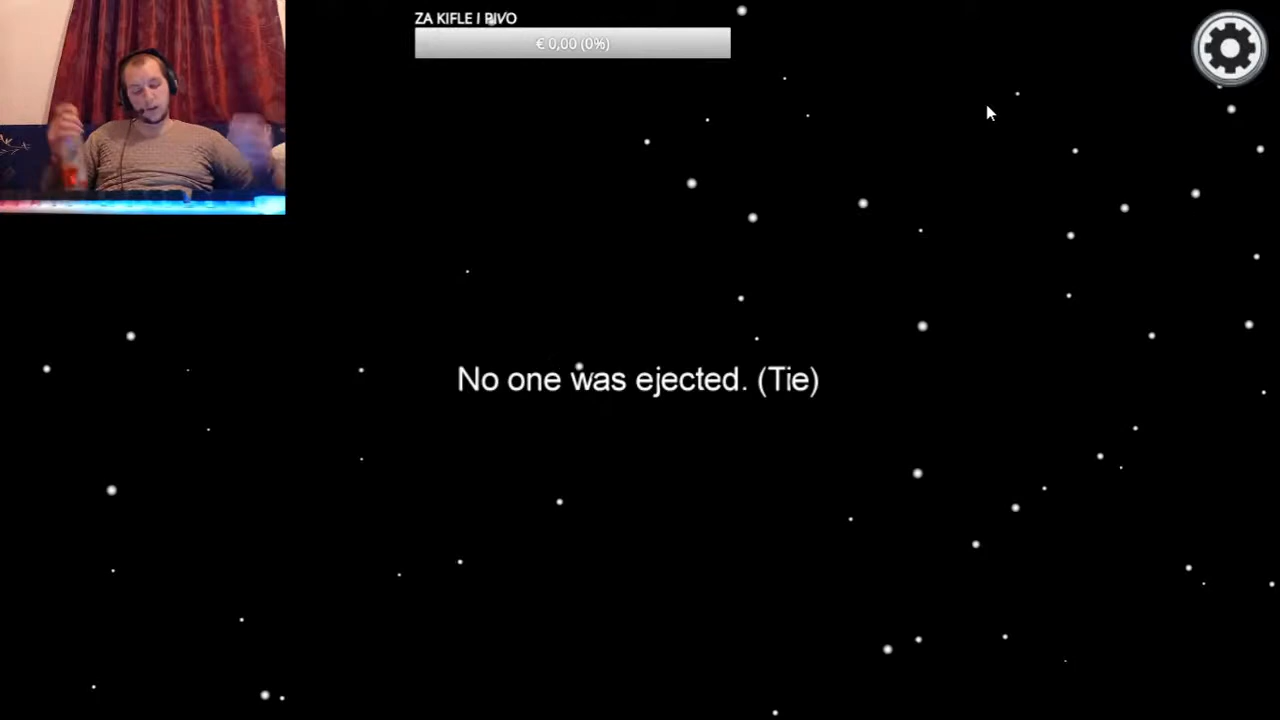 ZA KIFLE I PIVO
€ 0,00 (0%)
No one was ejected. (Tie)